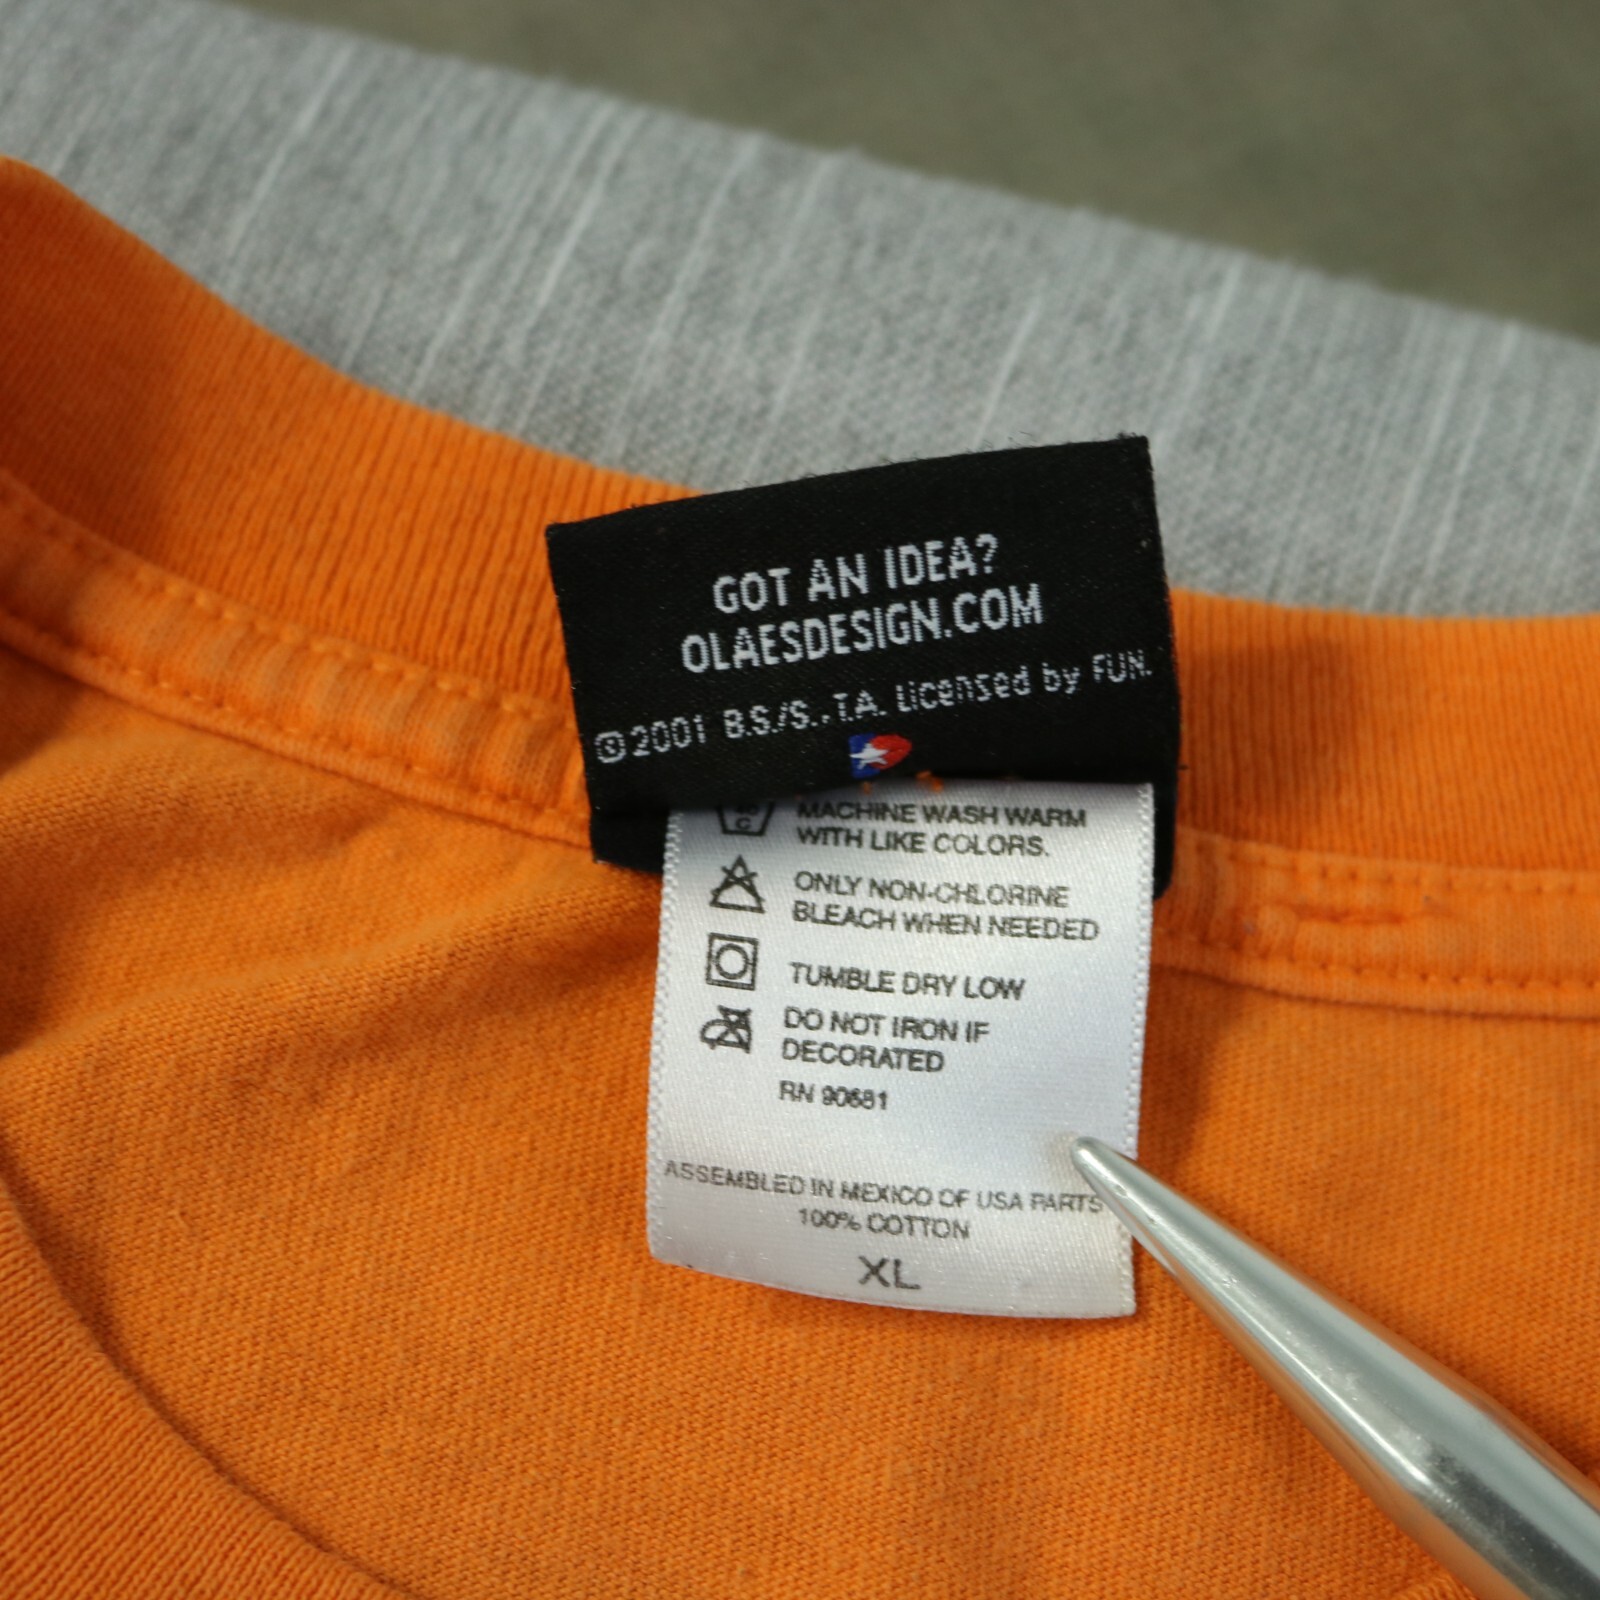 GOT AN IDEA?
OLAESDESIGN.COM
©2001 B.S./S..T.A. Licensed by FUN.
MACHINE WASH WARM
WITH LIKE COLORS.
ONLY NON-CHLORINE
BLEACH WHEN NEEDED
TUMBLE DRY LOW
DO NOT IRON IF
DECORATED
RN 90681
ASSEMBLED IN MEXICO OF USA PARTS
100% COTTON
XL